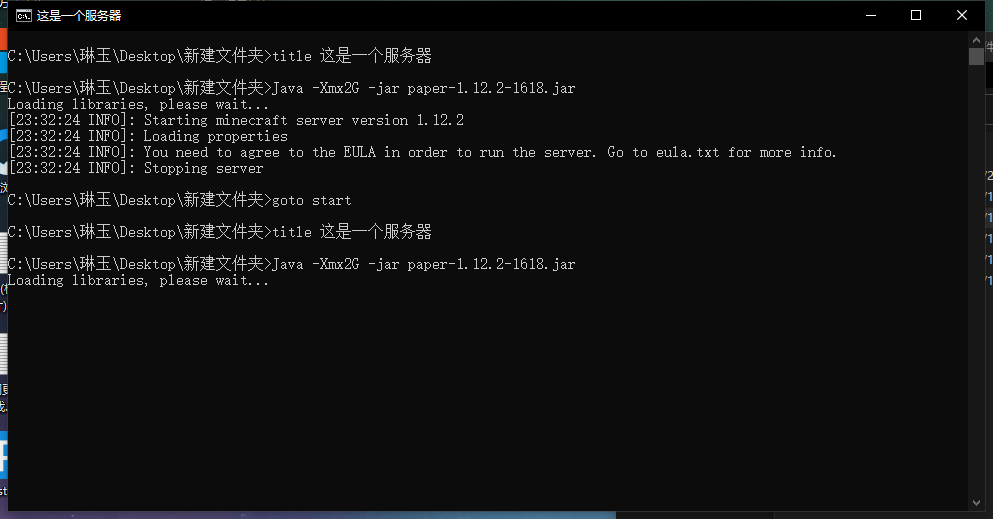 这是一个服务器
C:\Users\琳玉\Desktop\新建文件夹>title 这是一个服务器
C:\Users\琳玉\Desktop\新建文件夹>Java -Xmx2G -jar paper-1.12.2-1618.jar
Loading libraries, please wait...
[23:32:24 INFO]: Starting minecraft server version 1.12.2
[23:32:24 INFO]: Loading properties
[23:32:24 INFO]: You need to agree to the EULA in order to run the server. Go to eula.txt for more info.
[23:32:24 INFO]: Stopping server
C:\Users\琳玉\Desktop\新建文件夹>goto start
C:\Users\琳玉\Desktop\新建文件夹>title 这是一个服务器
C:\Users\琳玉\Desktop\新建文件夹>Java -Xmx2G -jar paper-1.12.2-1618.jar
Loading libraries, please wait...